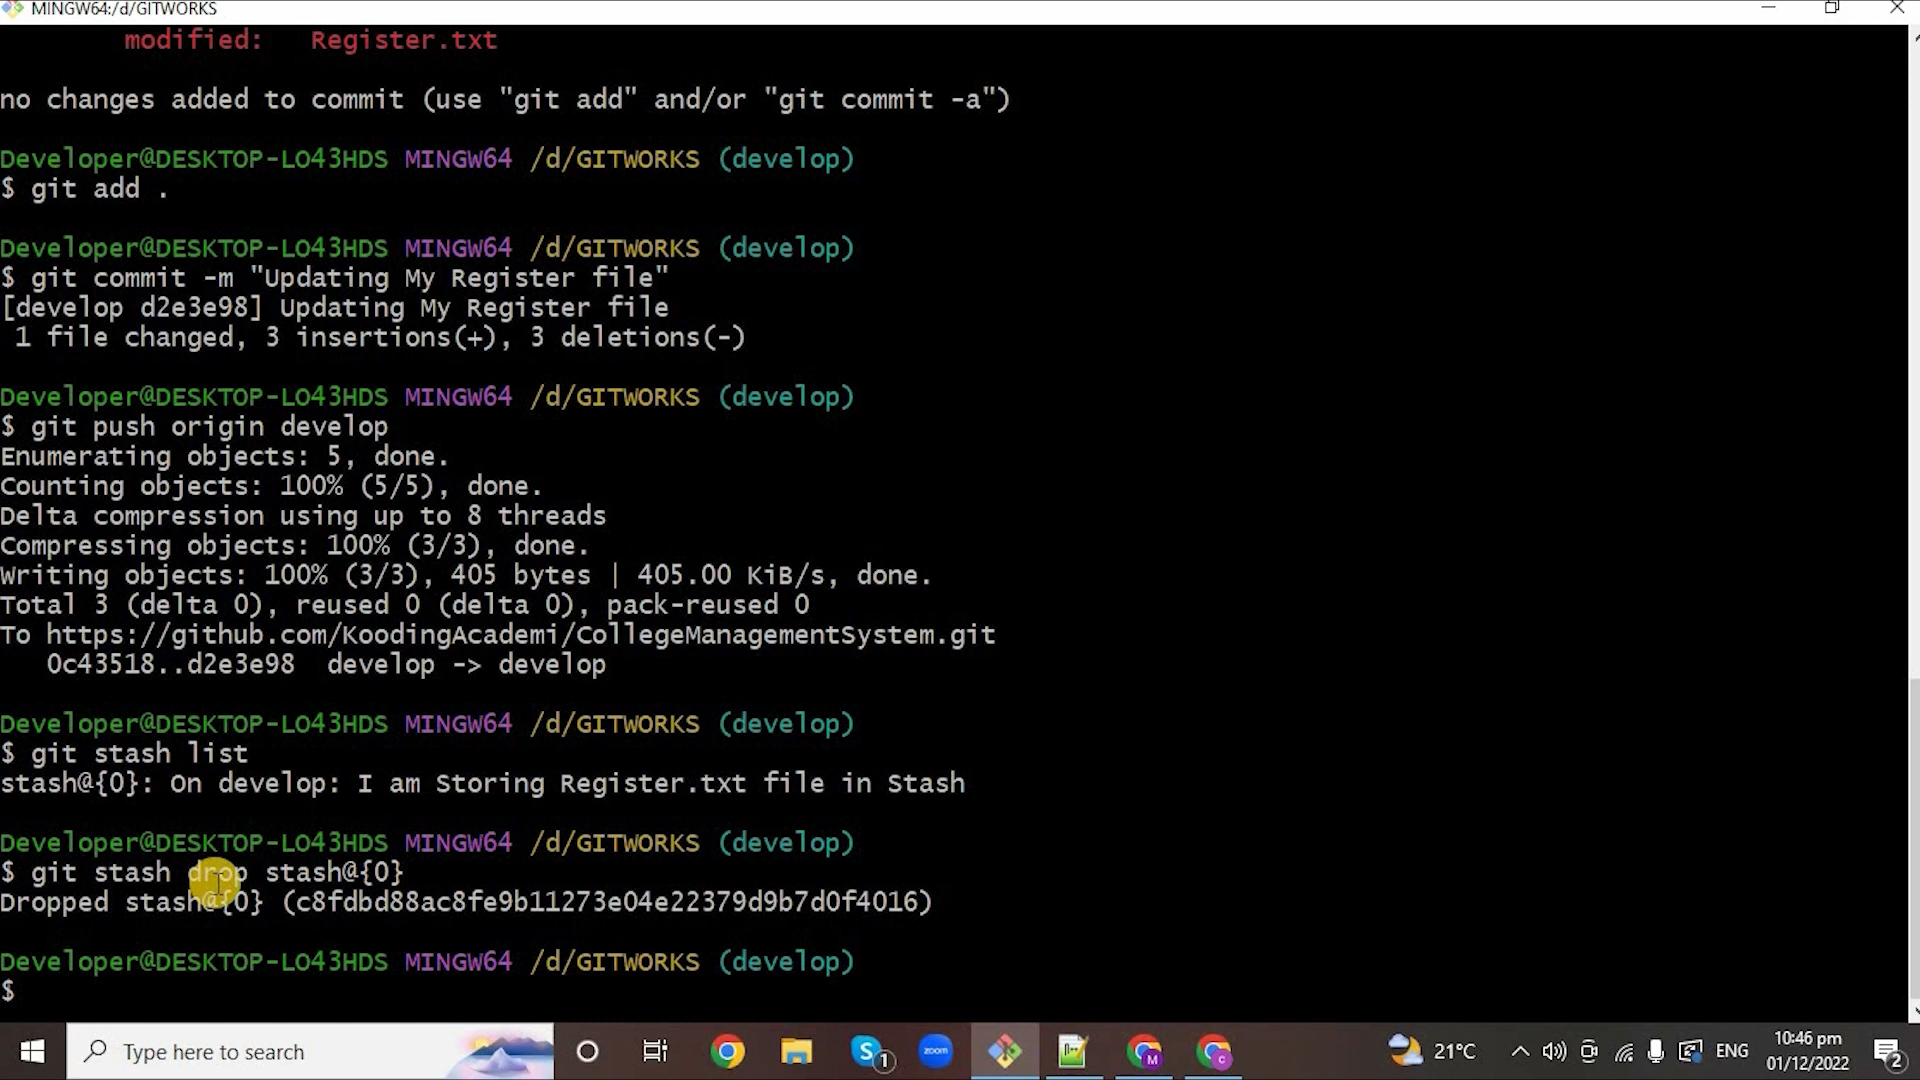 MINGW64:/d/GITWORKS
modified:   Register.txt
no changes added to commit (use "git add" and/or "git commit -a")
Developer@DESKTOP-LO43HDS MINGW64 /d/GITWORKS (develop)
$ git add .
Developer@DESKTOP-LO43HDS MINGW64 /d/GITWORKS (develop)
$ git commit -m "Updating My Register file"
[develop d2e3e98] Updating My Register file
1 file changed, 3 insertions(+), 3 deletions(-)
Developer@DESKTOP-LO43HDS MINGW64 /d/GITWORKS (develop)
$ git push origin develop
Enumerating objects: 5, done.
Counting objects: 100% (5/5), done.
Delta compression using up to 8 threads
Compressing objects: 100% (3/3), done.
Writing objects: 100% (3/3), 405 bytes | 405.00 KiB/s, done.
Total 3 (delta 0), reused 0 (delta 0), pack-reused 0
To https://github.com/KoodingAcademi/CollegeManagementSystem.git
0c43518..d2e3e98  develop -> develop
Developer@DESKTOP-LO43HDS MINGW64 /d/GITWORKS (develop)
$ git stash list
stash@{0}: On develop: I am Storing Register.txt file in Stash
Developer@DESKTOP-LO43HDS MINGW64 /d/GITWORKS (develop)
$ git stash drop stash@{0}
Dropped stash@{0} (c8fdbd88ac8fe9b11273e04e22379d9b7d0f4016)
Developer@DESKTOP-LO43HDS MINGW64 /d/GITWORKS (develop)
$
Type here to search
1
zoom
M
C
21°C
ENG
10:46 pm
01/12/2022
2